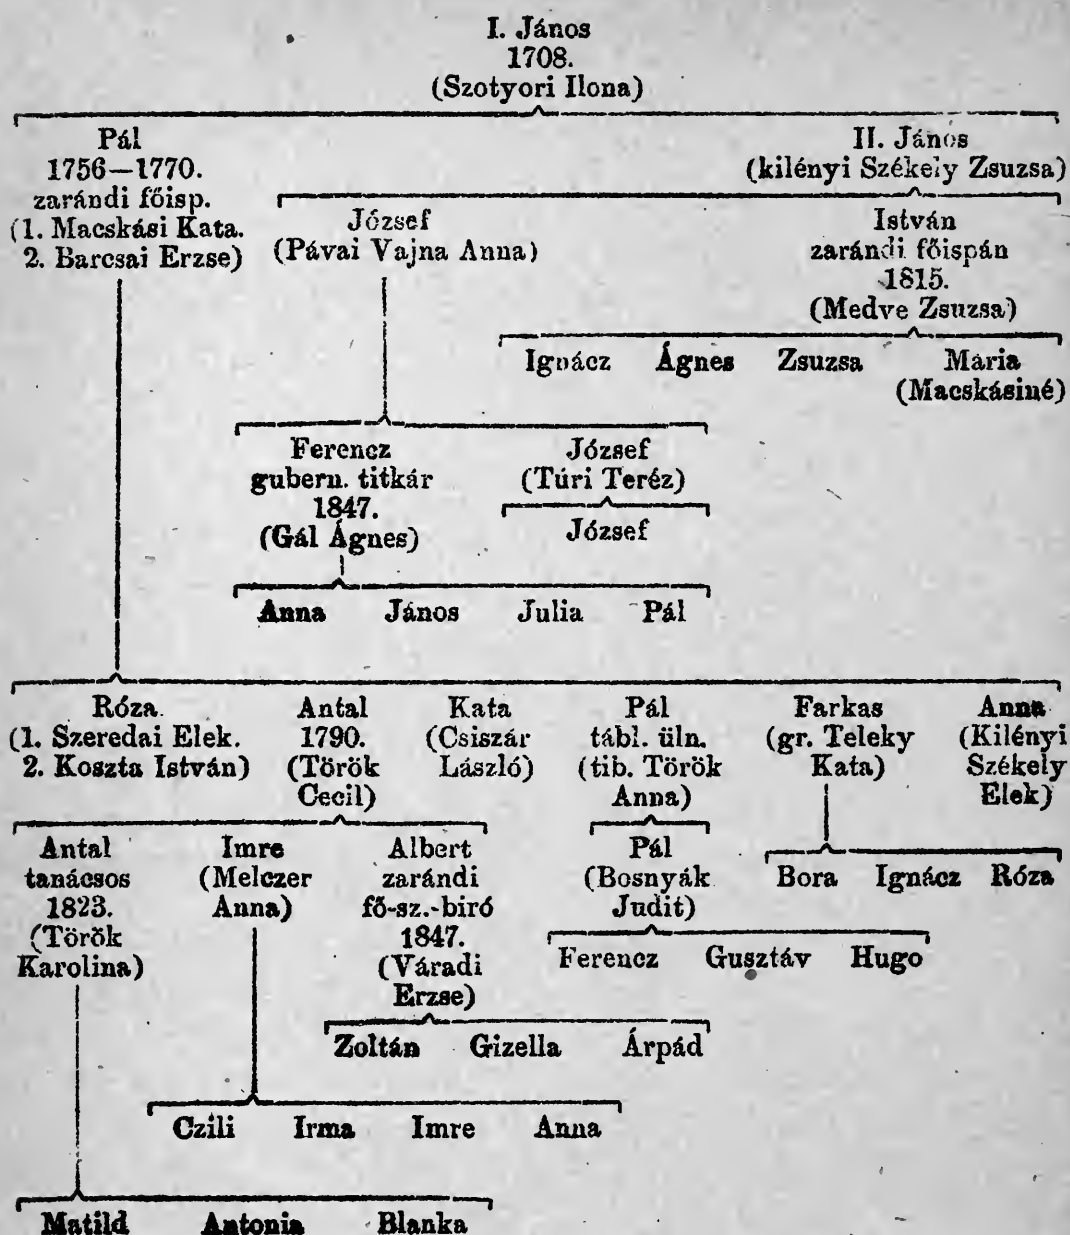 I. János
1708.
(Szotyori Ilona)
Pál
1756—1770.
zarándi főisp.
(1. Macskási Kata.
2. Barcsai Erzse)
II. János
(kilényi Székely Zsuzsa)
József
(Pávai Vajna Anna)
István
zarándi főispán
1815.
(Medve Zsuzsa)
Ignácz Ágnes Zsuzsa Mária
(Macskásiné)
Ferencz
gubern. titkár
1847.
(Gál Ágnes)
József
(Túri Teréz)
József
Anna János Julia Pál
Róza
(1. Szeredai Elek.
2. Koszta István)
Antal
1790.
(Török
Cecil)
Kata
(Csiszár
László)
Pál
tábl. üln.
(tib. Török
Anna)
Farkas
(gr. Teleky
Kata)
Anna
(Kilényi
Székely
Elek)
Antal
tanácsos
1823.
(Török
Karolina)
Imre
(Melczer
Anna)
Albert
zarándi
fő-sz.-biró
1847.
(Váradi
Erzse)
Pál
(Bosnyák
Judit)
Bora Ignácz Róza
Ferencz Gusztáv Hugo
Zoltán Gizella Árpád
Czili Irma Imre Anna
Matild Antonia Blanka